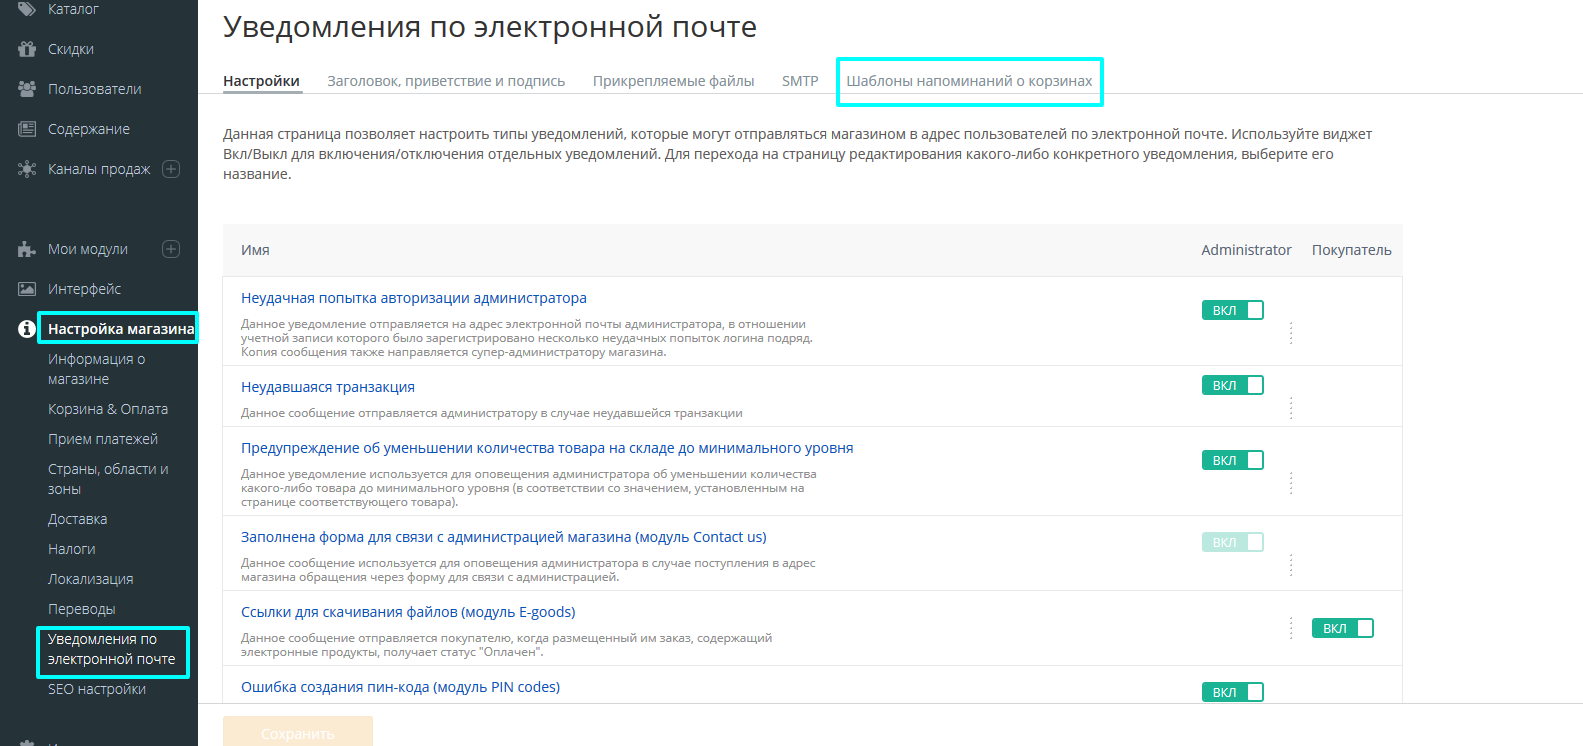 Каталог
Скидки
Пользователи
Содержание
Каналы продаж
Мои модули
Интерфейс
Настройка магазина
Информация о
магазине
Корзина & Оплата
Прием платежей
Страны, области и
зоны
Доставка
Налоги
Локализация
Переводы
Уведомления по
электронной почте
SEO настройки
Уведомления по электронной почте
Настройки Заголовок, приветствие и подпись Прикрепляемые файлы SMTP Шаблоны напоминаний о корзинах
Данная страница позволяет настроить типы уведомлений, которые могут отправляться магазином в адрес пользователей по электронной почте. Используйте виджет
Вкл/Выкл для включения/отключения отдельных уведомлений. Для перехода на страницу редактирования какого-либо конкретного уведомления, выберите его
название.
Имя Administrator Покупатель
Неудачная попытка авторизации администратора
ВКЛ
Данное уведомление отправляется на адрес электронной почты администратора, в отношении
учетной записи которого было зарегистрировано несколько неудачных попыток логина подряд.
Копия сообщения также направляется супер-администратору магазина.
Неудавшаяся транзакция
ВКЛ
Данное сообщение отправляется администратору в случае неудавшейся транзакции
Предупреждение об уменьшении количества товара на складе до минимального уровня
ВКЛ
Данное уведомление используется для оповещения администратора об уменьшении количества
какого-либо товара до минимального уровня (в соответствии со значением, установленным на
странице соответствующего товара).
Заполнена форма для связи с администрацией магазина (модуль Contact us)
ВКЛ
Данное сообщение используется для оповещения администратора в случае поступления в адрес
магазина обращения через форму для связи с администрацией.
Ссылки для скачивания файлов (модуль E-goods)
ВКЛ
Данное сообщение отправляется покупателю, когда размещенный им заказ, содержащий
электронные продукты, получает статус "Оплачен".
Ошибка создания пин-кода (модуль PIN codes)
ВКЛ
Сохранить